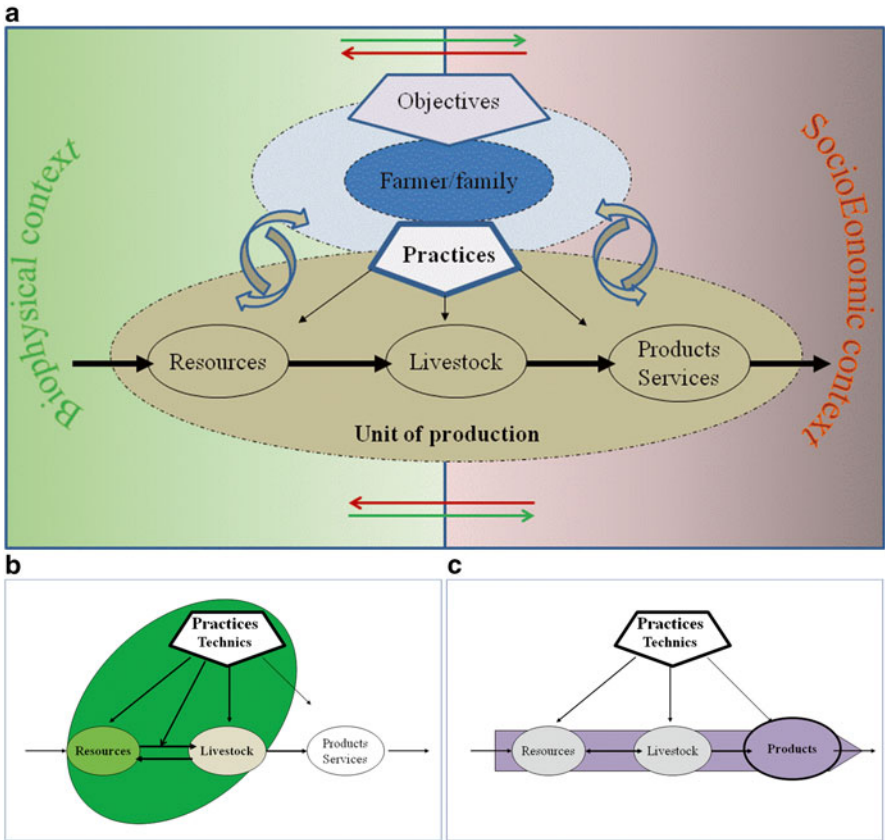 a
Objectives
Farmer/family
Practices
Biophysical context
SocioEonomic context
Resources
Livestock
Products
Services
Unit of production
b
Practices
Technics
Resources
Livestock
Products
Services
c
Practices
Technics
Resources
Livestock
Products